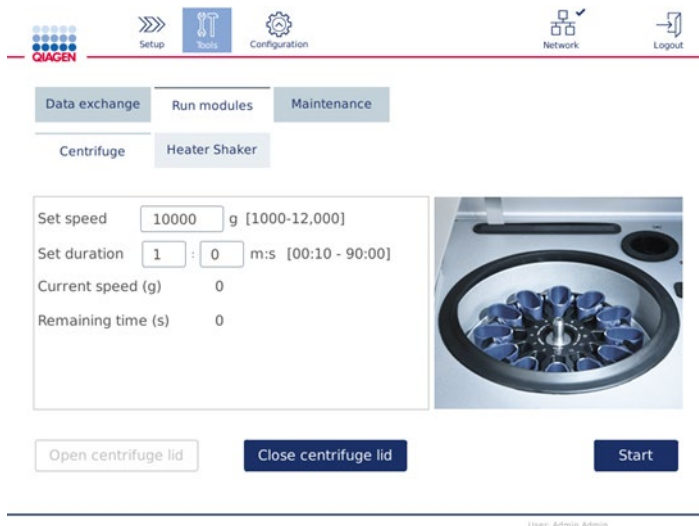 QIAGEN
Setup
Tools
Configuration
Network
Logout
Data exchange
Run modules
Maintenance
Centrifuge
Heater Shaker
Set speed 10000 g [1000-12,000]
Set duration 1 : 0 m:s [00:10 - 90:00]
Current speed (g) 0
Remaining time (s) 0
Open centrifuge lid
Close centrifuge lid
Start
User: Admin Admin